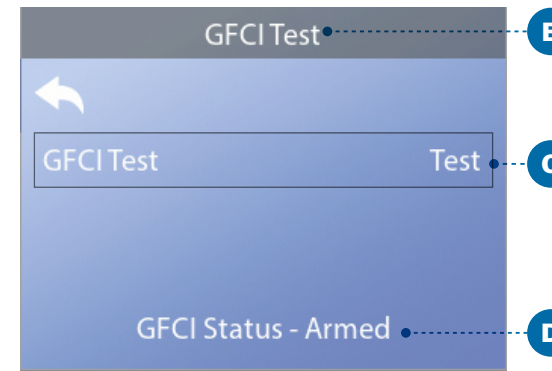 GFCI Test
B
GFCI Test Test
C
GFCI Status - Armed
D